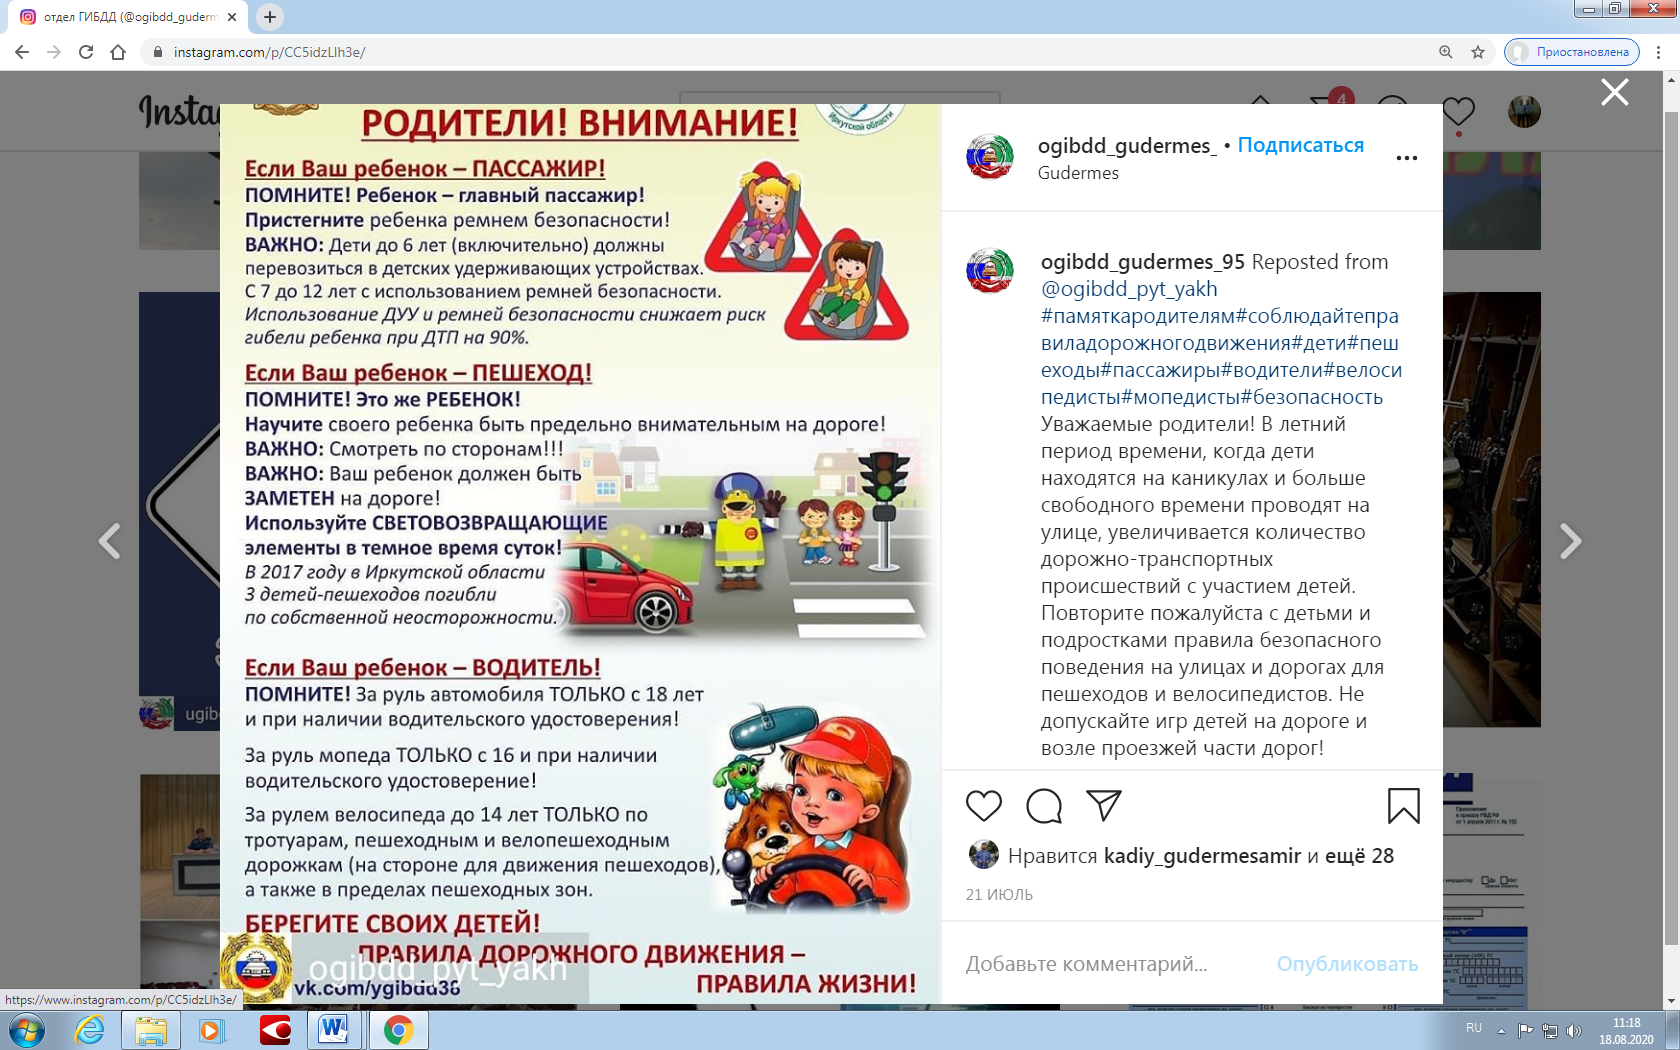 отдел ГИБДД (@ogibdd_guderm
instagram.com/p/CC5idzLlh3e/
Приостановлена
4
РОДИТЕЛИ! ВНИМАНИЕ!
Иркутской области
Если Ваш ребенок – ПАССАЖИР!
ПОМНИТЕ! Ребенок – главный пассажир!
Пристегните ребенка ремнем безопасности!
ВАЖНО: Дети до 6 лет (включительно) должны
перевозиться в детских удерживающих устройствах.
С 7 до 12 лет с использованием ремней безопасности.
Использование ДУУ и ремней безопасности снижает риск
гибели ребенка при ДТП на 90%.
Если Ваш ребенок – ПЕШЕХОД!
ПОМНИТЕ! Это же РЕБЕНОК!
Научите своего ребенка быть предельно внимательным на дороге!
ВАЖНО: Смотреть по сторонам!!!
ВАЖНО: Ваш ребенок должен быть
ЗАМЕТЕН на дороге!
Используйте СВЕТОВОЗВРАЩАЮЩИЕ
элементы в темное время суток!
В 2017 году в Иркутской области
3 детей-пешеходов погибли
по собственной неосторожности.
Если Ваш ребенок – ВОДИТЕЛЬ!
ПОМНИТЕ! За руль автомобиля ТОЛЬКО с 18 лет
и при наличии водительского удостоверения!
За руль мопеда ТОЛЬКО с 16 и при наличии
водительского удостоверение!
За рулем велосипеда до 14 лет ТОЛЬКО по
тротуарам, пешеходным и велопешеходным
дорожкам (на стороне для движения пешеходов),
а также в пределах пешеходных зон.
БЕРЕГИТЕ СВОИХ ДЕТЕЙ!
ПРАВИЛА ДОРОЖНОГО ДВИЖЕНИЯ –
ПРАВИЛА ЖИЗНИ!
ogibdd_pyt_yakh
vk.com/ygibdd38
ogibdd_gudermes_ • Подписаться
Gudermes
ogibdd_gudermes_95 Reposted from
@ogibdd_pyt_yakh
#памяткародителям#соблюдайтепра
виладорожногодвижения#дети#пеш
еходы#пассажиры#водители#велоси
педисты#мопедисты#безопасность
Уважаемые родители! В летний
период времени, когда дети
находятся на каникулах и больше
свободного времени проводят на
улице, увеличивается количество
дорожно-транспортных
происшествий с участием детей.
Повторите пожалуйста с детьми и
подростками правила безопасного
поведения на улицах и дорогах для
пешеходов и велосипедистов. Не
допускайте игр детей на дороге и
возле проезжей части дорог!
Нравится kadiy_gudermesamir и ещё 28
21 ИЮЛЬ
Добавьте комментарий...
Опубликовать
https://www.instagram.com/p/CC5idzLlh3e/
RU
11:18
18.08.2020